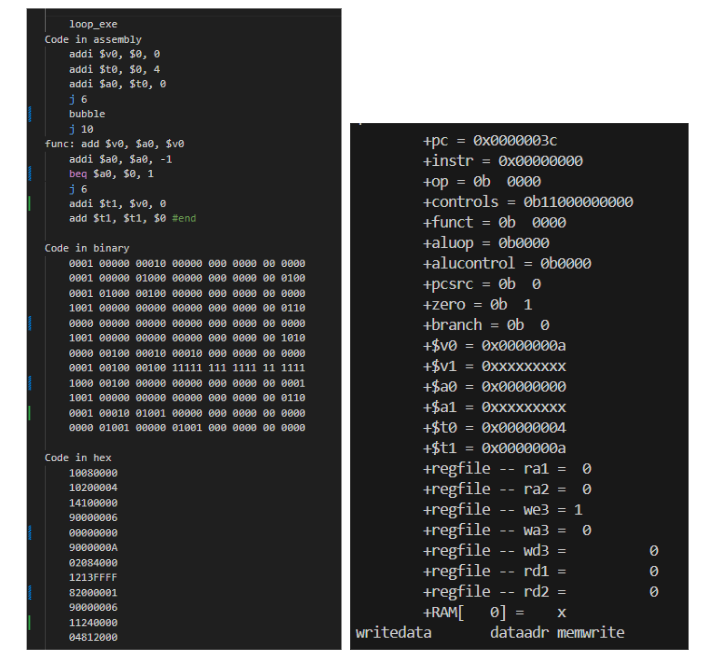 loop_exe
Code in assembly
addi $v0, $0, 0
addi $t0, $0, 4
addi $a0, $t0, 0
j 6
bubble
j 10
func: add $v0, $a0, $v0
addi $a0, $a0, -1
beq $a0, $0, 1
j 6
addi $t1, $v0, 0
add $t1, $t1, $0 #end
Code in binary
0001 00000 00010 00000 000 0000 00 0000
0001 00000 01000 00000 000 0000 00 0100
0001 01000 00100 00000 000 0000 00 0000
1001 00000 00000 00000 000 0000 00 0110
0000 00000 00000 00000 000 0000 00 0000
1001 00000 00000 00000 000 0000 00 1010
0000 00100 00010 00010 000 0000 00 0000
0001 00100 00100 11111 111 1111 11 1111
1000 00100 00000 00000 000 0000 00 0001
1001 00000 00000 00000 000 0000 00 0110
0001 00010 01001 00000 000 0000 00 0000
0000 01001 00000 01001 000 0000 00 0000
Code in hex
10080000
10200004
14100000
90000006
00000000
9000000A
02084000
1213FFFF
82000001
90000006
11240000
04812000
+pc = 0x0000003c
+instr = 0x00000000
+op = 0b 0000
+controls = 0b11000000000
+funct = 0b 0000
+aluop = 0b0000
+alucontrol = 0b0000
+pcsrc = 0b 0
+zero = 0b 1
+branch = 0b 0
+$v0 = 0x0000000a
+$v1 = 0xxxxxxxxx
+$a0 = 0x00000000
+$a1 = 0xxxxxxxxx
+$t0 = 0x00000004
+$t1 = 0x0000000a
+regfile -- ra1 = 0
+regfile -- ra2 = 0
+regfile -- we3 = 1
+regfile -- wa3 = 0
+regfile -- wd3 = 0
+regfile -- rd1 = 0
+regfile -- rd2 = 0
+RAM[ 0] = x
writedata dataadr memwrite